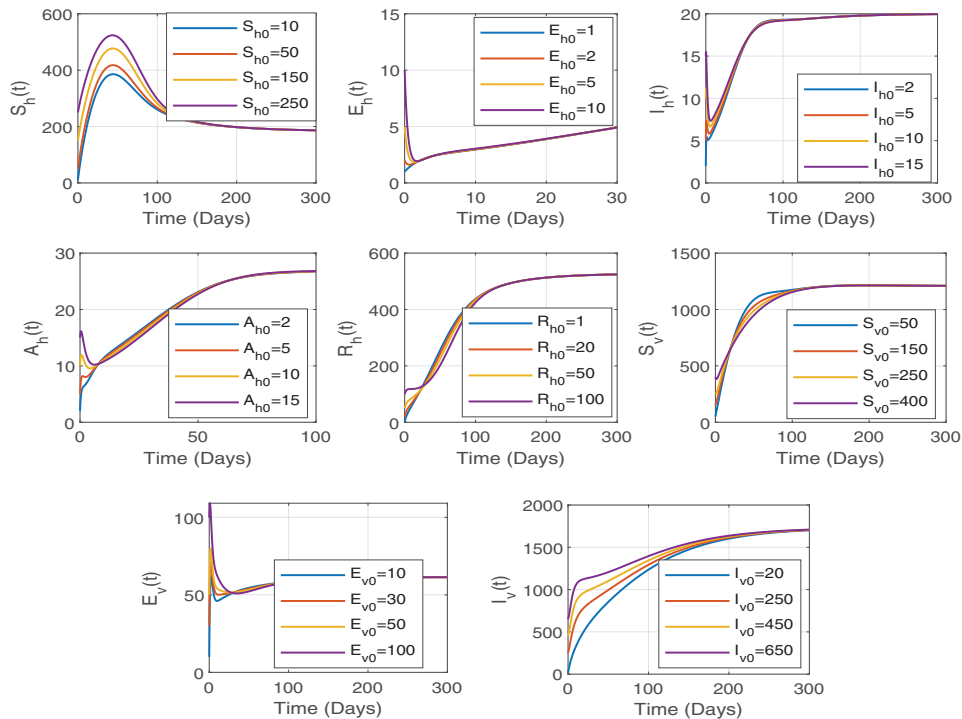 S_h(t)
600
400
200
0
0 100 200 300
Time (Days)
S_h0=10
S_h0=50
S_h0=150
S_h0=250
E_h(t)
15
10
5
0
0 10 20 30
Time (Days)
E_h0=1
E_h0=2
E_h0=5
E_h0=10
I_h(t)
20
15
10
5
0
0 100 200 300
Time (Days)
I_h0=2
I_h0=5
I_h0=10
I_h0=15
A_h(t)
30
20
10
0
0 50 100
Time (Days)
A_h0=2
A_h0=5
A_h0=10
A_h0=15
R_h(t)
600
400
200
0
0 100 200 300
Time (Days)
R_h0=1
R_h0=20
R_h0=50
R_h0=100
S_v(t)
1500
1000
500
0
0 100 200 300
Time (Days)
S_v0=50
S_v0=150
S_v0=250
S_v0=400
E_v(t)
100
50
0
0 100 200 300
Time (Days)
E_v0=10
E_v0=30
E_v0=50
E_v0=100
I_v(t)
2000
1500
1000
500
0
0 100 200 300
Time (Days)
I_v0=20
I_v0=250
I_v0=450
I_v0=650